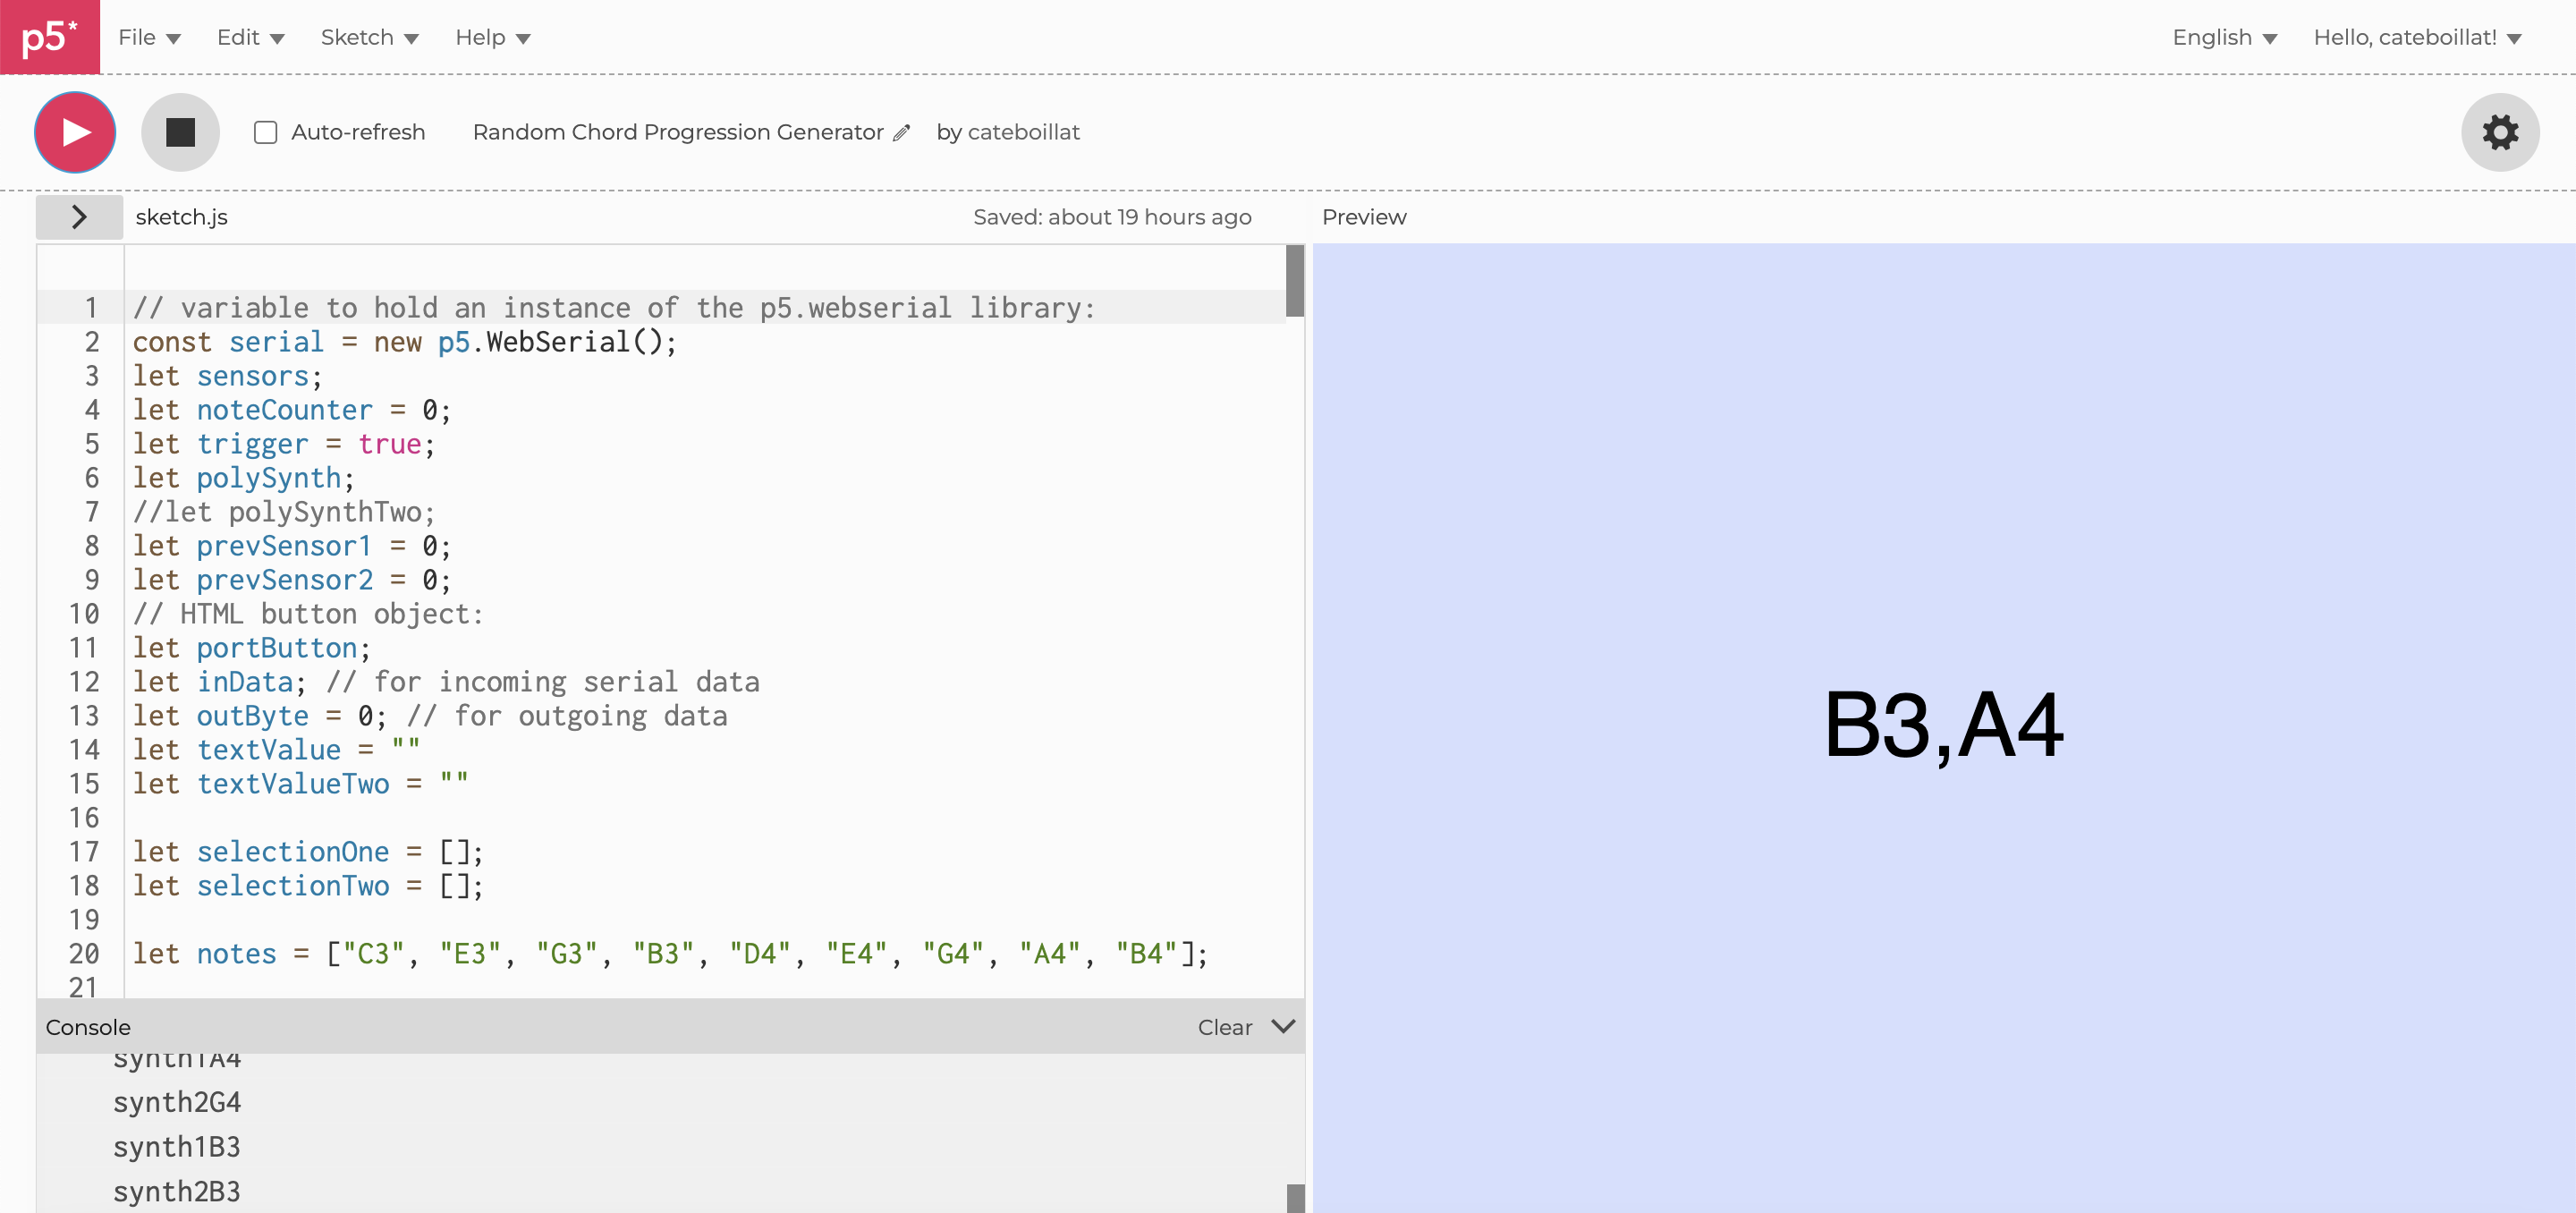 p5* File Edit Sketch Help English Hello, cateboillat!
Auto-refresh Random Chord Progression Generator by cateboillat
sketch.js Saved: about 19 hours ago Preview
1 // variable to hold an instance of the p5.webserial library:
2 const serial = new p5.WebSerial();
3 let sensors;
4 let noteCounter = 0;
5 let trigger = true;
6 let polySynth;
7 //let polySynthTwo;
8 let prevSensor1 = 0;
9 let prevSensor2 = 0;
10 // HTML button object:
11 let portButton;
12 let inData; // for incoming serial data
13 let outByte = 0; // for outgoing data
14 let textValue = ""
15 let textValueTwo = ""
16
17 let selectionOne = [];
18 let selectionTwo = [];
19
20 let notes = ["C3", "E3", "G3", "B3", "D4", "E4", "G4", "A4", "B4"];
21
Console Clear
synth1A4
synth2G4
synth1B3
synth2B3
B3,A4